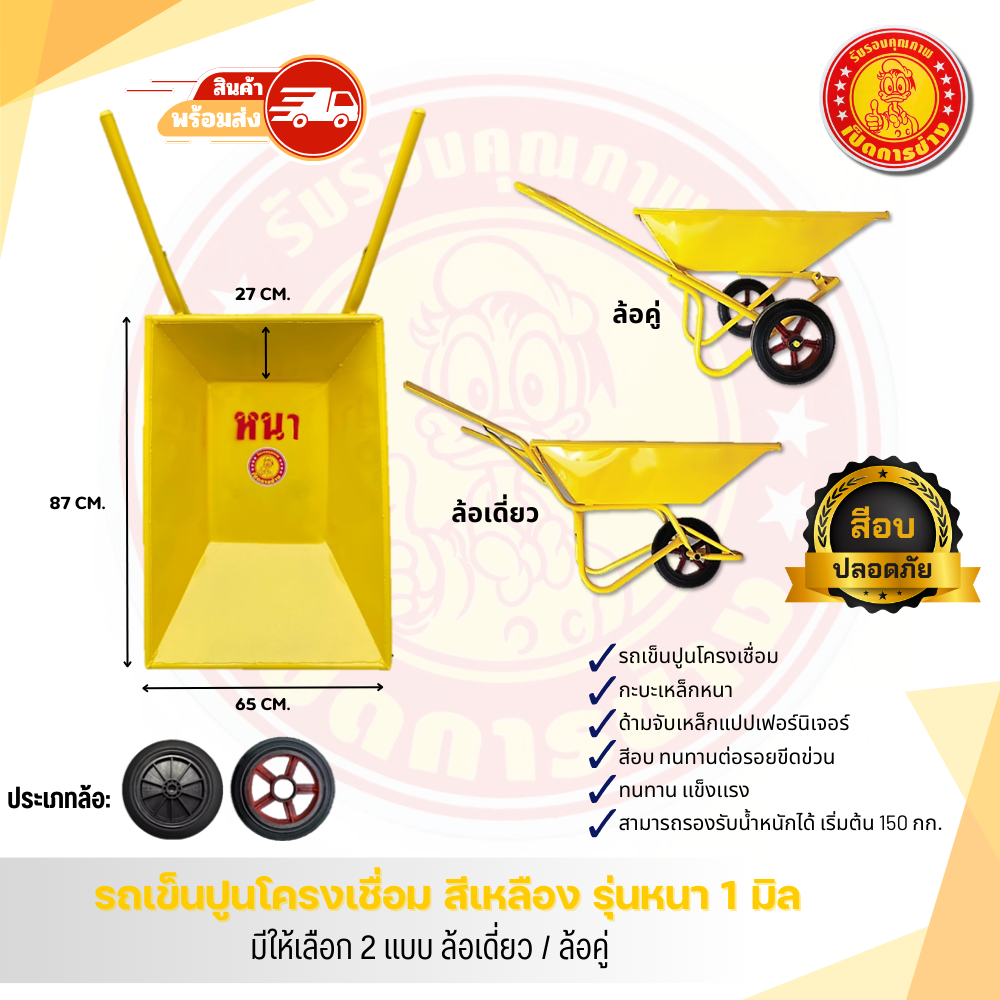 สินค้า
พร้อมส่ง
รับรองคุณภาพ
เป็ดการช่าง
27 CM.
87 CM.
65 CM.
หนา
ล้อคู่
ล้อเดี่ยว
สีอบ
ปลอดภัย
รถเข็นปูนโครงเชื่อม
กะบะเหล็กหนา
ด้ามจับเหล็กแปปเฟอร์นิเจอร์
สีอบ ทนทานต่อรอยขีดข่วน
ทนทาน แข็งแรง
สามารถรองรับน้ำหนักได้ เริ่มต้น 150 กก.
ประเภทล้อ:
รถเข็นปูนโครงเชื่อม สีเหลือง รุ่นหนา 1 มิล
มีให้เลือก 2 แบบ ล้อเดี่ยว / ล้อคู่